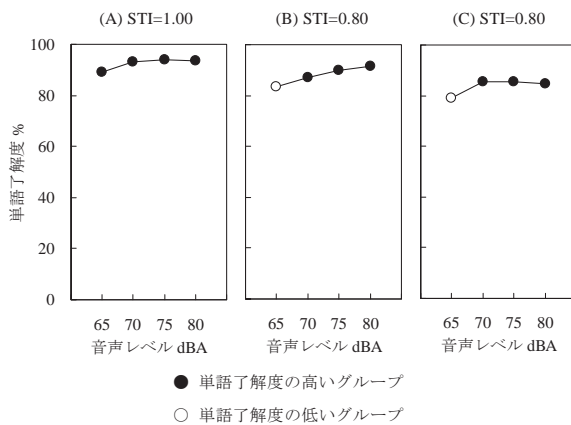 (A) STI=1.00 (B) STI=0.80 (C) STI=0.80
100
80
60
40
20
0
単語了解度 %
65 70 75 80 65 70 75 80 65 70 75 80
音声レベル dBA 音声レベル dBA 音声レベル dBA
単語了解度の高いグループ
単語了解度の低いグループ